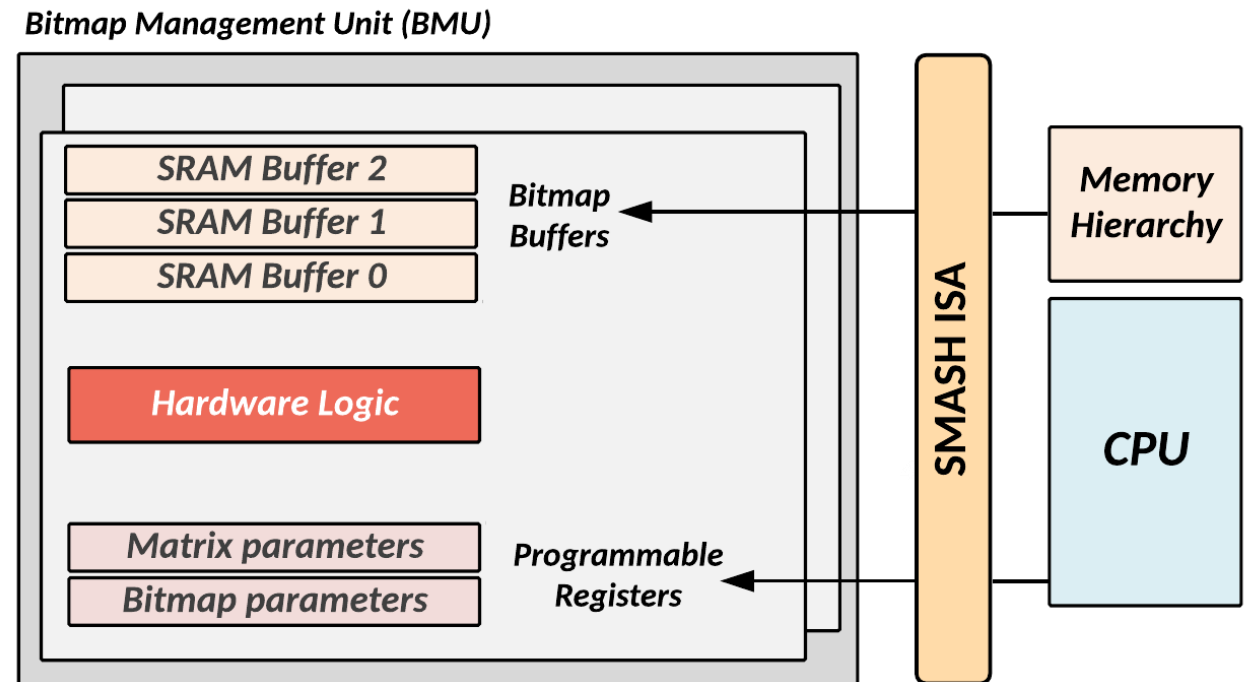 Bitmap Management Unit (BMU)
SRAM Buffer 2
SRAM Buffer 1
SRAM Buffer 0
Bitmap
Buffers
Hardware Logic
Matrix parameters
Bitmap parameters
Programmable
Registers
SMASH ISA
Memory
Hierarchy
CPU